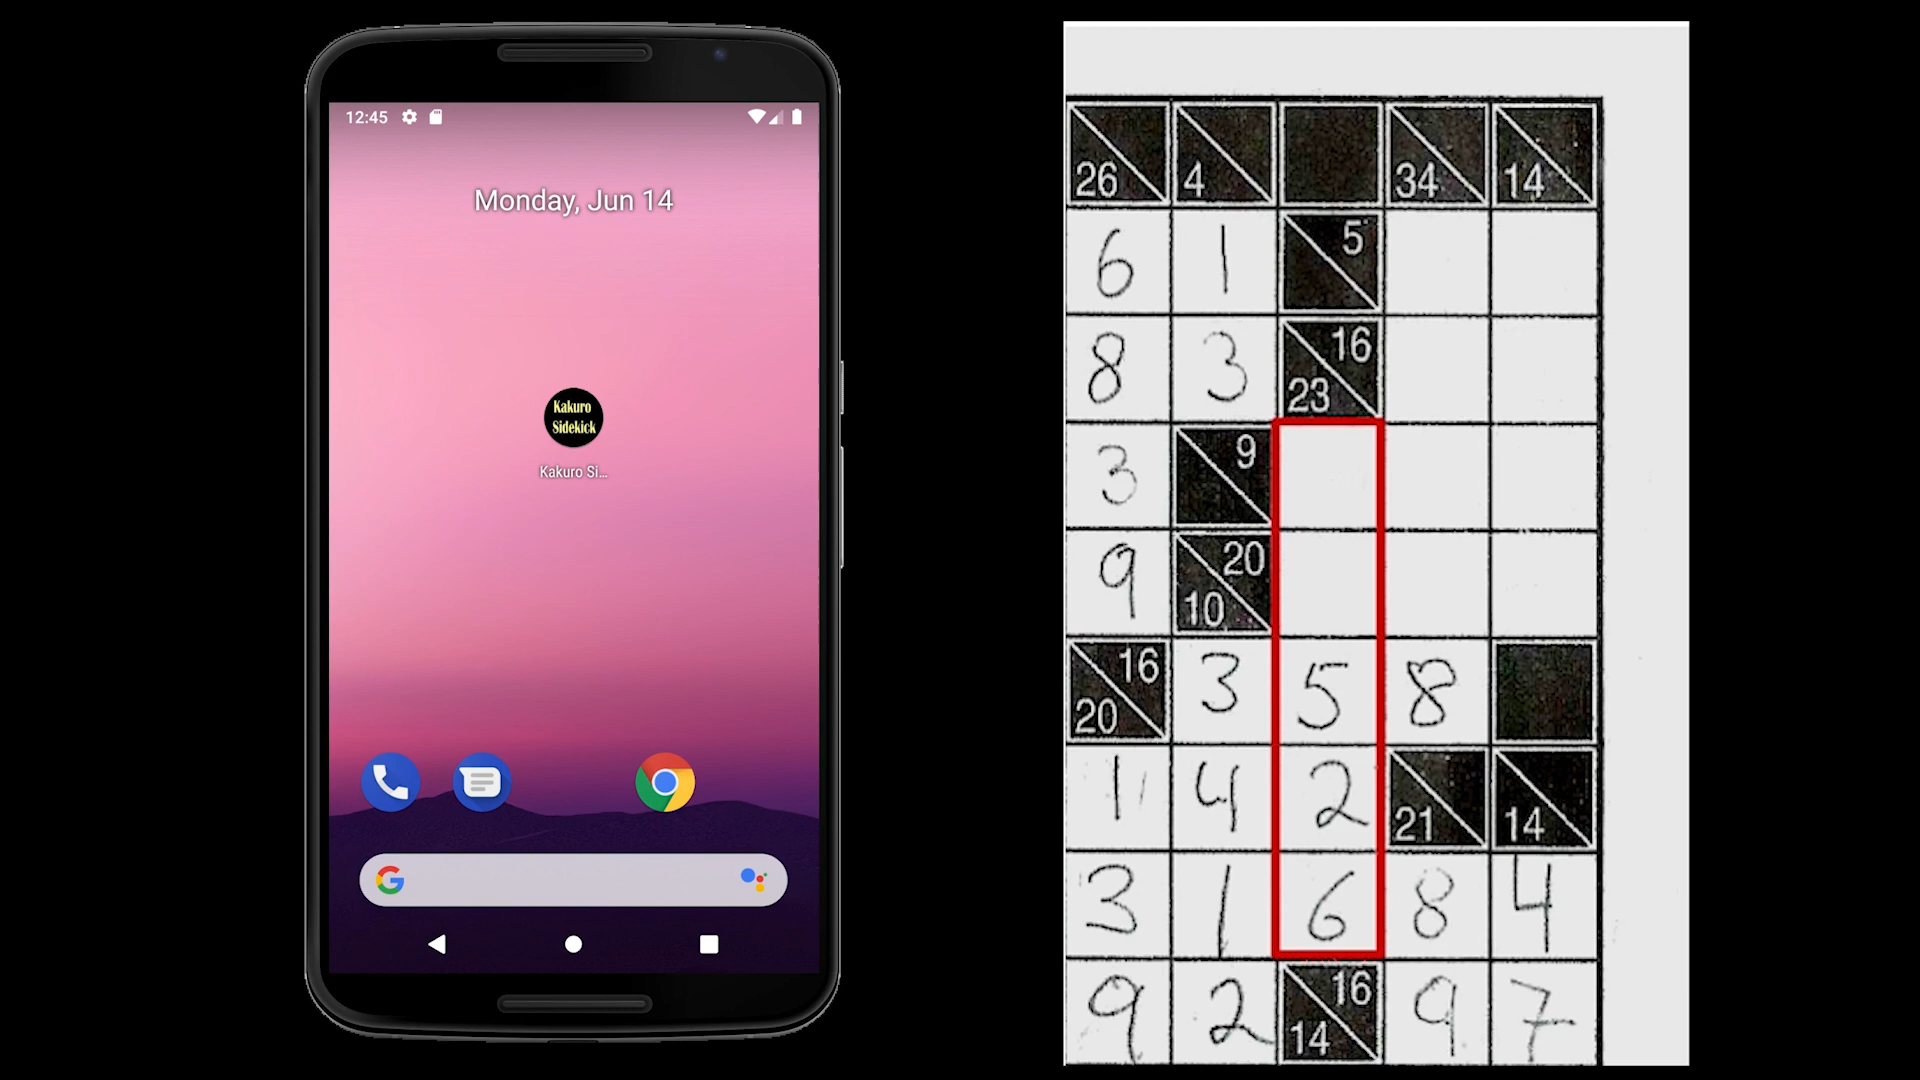 12:45
Monday, Jun 14
Kakuro
Sidekick
Kakuro Si...
26 4 34 14
6 1 5
8 3 16 23
3 9
9 20 10
16 20 3 5 8
1 4 2 21 14
3 1 6 8 4
9 2 16 14 9 7